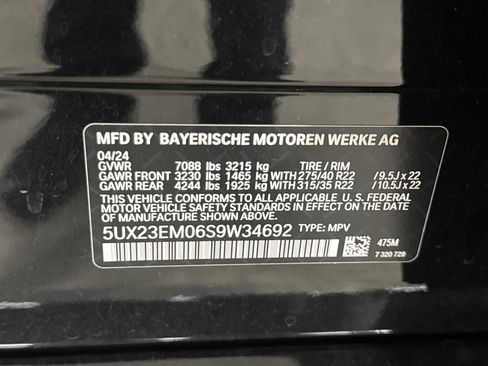 MFD BY BAYERISCHE MOTOREN WERKE AG
04/24
GVWR 7088 lbs 3215 kg TIRE / RIM
GAWR FRONT 3230 lbs 1465 kg WITH 275/40 R22 / 9.5J x 22
GAWR REAR 4244 lbs 1925 kg WITH 315/35 R22 / 10.5J x 22
THIS VEHICLE CONFORMS TO ALL APPLICABLE U. S. FEDERAL
MOTOR VEHICLE SAFETY STANDARDS IN EFFECT
ON THE DATE OF MANUFACTURE SHOWN ABOVE.
5UX23EM06S9W34692 TYPE: MPV
475M
7 320 729